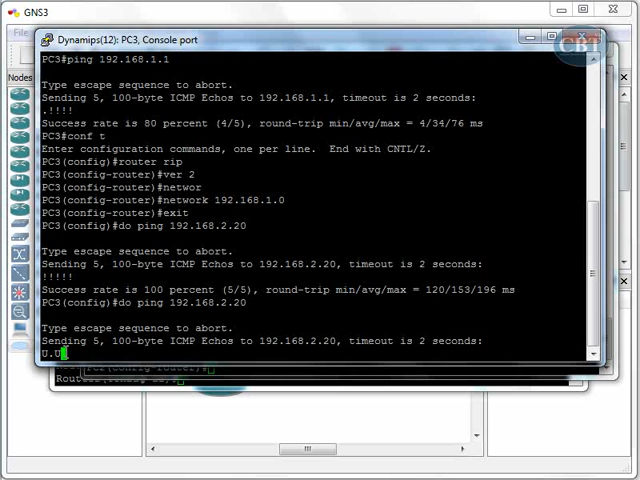 GNS3
CBT
Dynamips(12): PC3, Console port
Nodes
PC3#ping 192.168.1.1
Type escape sequence to abort.
Sending 5, 100-byte ICMP Echos to 192.168.1.1, timeout is 2 seconds:
.!!!!
Success rate is 80 percent (4/5), round-trip min/avg/max = 4/34/76 ms
PC3#conf t
Enter configuration commands, one per line.  End with CNTL/Z.
PC3(config)#router rip
PC3(config-router)#ver 2
PC3(config-router)#networ
PC3(config-router)#network 192.168.1.0
PC3(config-router)#exit
PC3(config)#do ping 192.168.2.20
Type escape sequence to abort.
Sending 5, 100-byte ICMP Echos to 192.168.2.20, timeout is 2 seconds:
!!!!!
Success rate is 100 percent (5/5), round-trip min/avg/max = 120/153/196 ms
PC3(config)#do ping 192.168.2.20
Type escape sequence to abort.
Sending 5, 100-byte ICMP Echos to 192.168.2.20, timeout is 2 seconds:
U.U